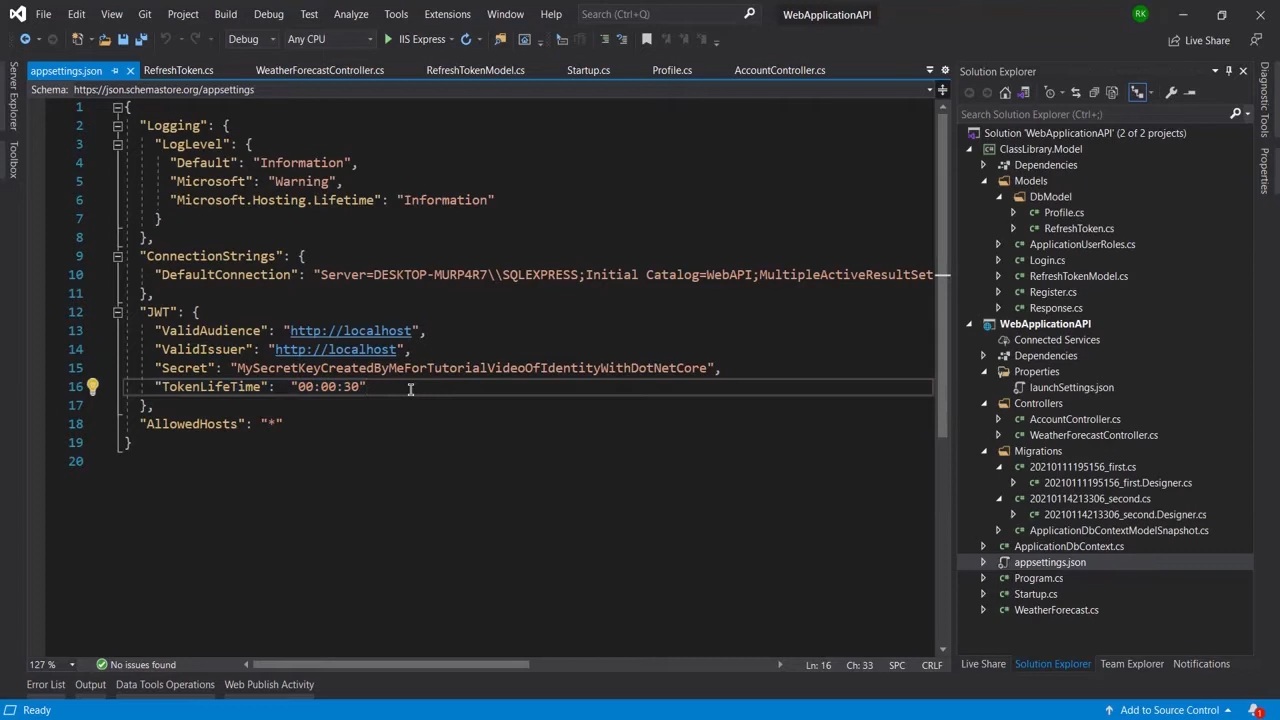 File Edit View Git Project Build Debug Test Analyze Tools Extensions Window Help Search (Ctrl+Q) WebApplicationAPI RK
Debug Any CPU IIS Express Live Share
appsettings.json RefreshToken.cs WeatherForecastController.cs RefreshTokenModel.cs Startup.cs Profile.cs AccountController.cs
Schema: https://json.schemastore.org/appsettings
Server Explorer
Toolbox
1 {
2 "Logging": {
3 "LogLevel": {
4 "Default": "Information",
5 "Microsoft": "Warning",
6 "Microsoft.Hosting.Lifetime": "Information"
7 }
8 },
9 "ConnectionStrings": {
10 "DefaultConnection": "Server=DESKTOP-MURP4R7\\SQLEXPRESS;Initial Catalog=WebAPI;MultipleActiveResultSet
11 },
12 "JWT": {
13 "ValidAudience": "http://localhost",
14 "ValidIssuer": "http://localhost",
15 "Secret": "MySecretKeyCreatedByMeForTutorialVideoOfIdentityWithDotNetCore",
16 "TokenLifeTime": "00:00:30"
17 },
18 "AllowedHosts": "*"
19 }
20
127 % No issues found Ln: 16 Ch: 33 SPC CRLF
Error List Output Data Tools Operations Web Publish Activity
Solution Explorer
Search Solution Explorer (Ctrl+;)
Solution 'WebApplicationAPI' (2 of 2 projects)
ClassLibrary.Model
Dependencies
Models
DbModel
Profile.cs
RefreshToken.cs
ApplicationUserRoles.cs
Login.cs
RefreshTokenModel.cs
Register.cs
Response.cs
WebApplicationAPI
Connected Services
Dependencies
Properties
launchSettings.json
Controllers
AccountController.cs
WeatherForecastController.cs
Migrations
20210111195156_first.cs
20210111195156_first.Designer.cs
20210114213306_second.cs
20210114213306_second.Designer.cs
ApplicationDbContextModelSnapshot.cs
ApplicationDbContext.cs
appsettings.json
Program.cs
Startup.cs
WeatherForecast.cs
Live Share Solution Explorer Team Explorer Notifications
Diagnostic Tools
Properties
Ready Add to Source Control 1